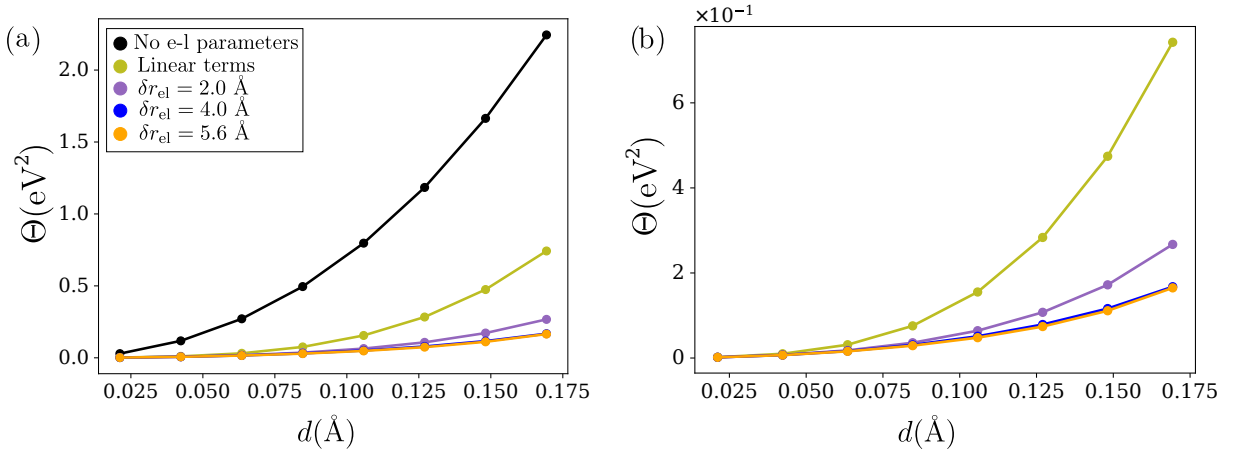 (a)
No e-l parameters
Linear terms
δr_el = 2.0 Å
δr_el = 4.0 Å
δr_el = 5.6 Å
Θ(eV²)
2.0
1.5
1.0
0.5
0.0
0.025 0.050 0.075 0.100 0.125 0.150 0.175
d(Å)
(b)
×10⁻¹
Θ(eV²)
6
4
2
0
0.025 0.050 0.075 0.100 0.125 0.150 0.175
d(Å)